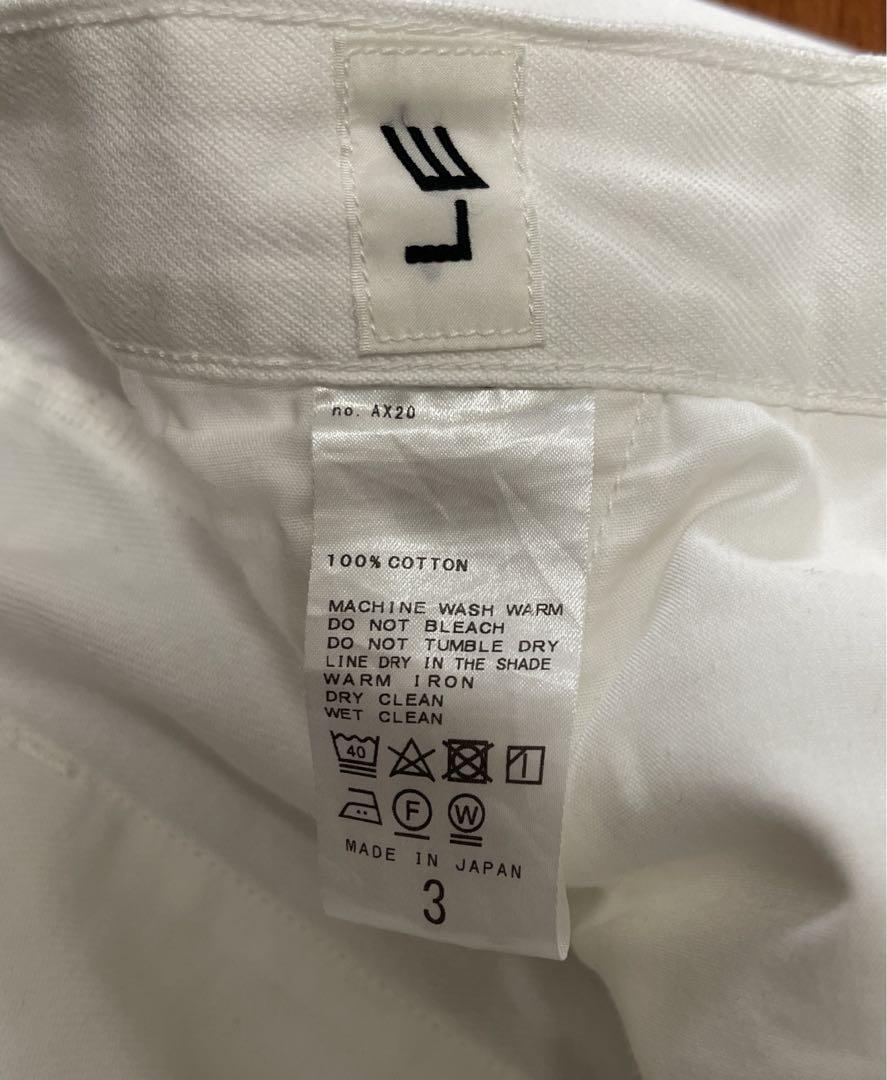 LE
no. AX20
100% COTTON
MACHINE WASH WARM
DO NOT BLEACH
DO NOT TUMBLE DRY
LINE DRY IN THE SHADE
WARM IRON
DRY CLEAN
WET CLEAN
40
F W
MADE IN JAPAN
3